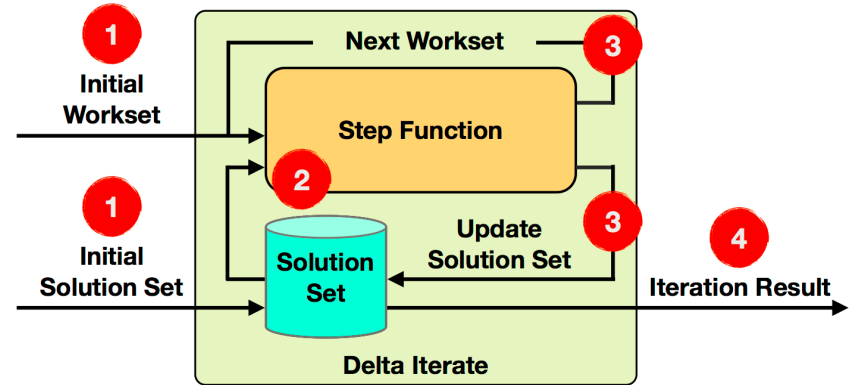 1
Next Workset
3
Initial
Workset
Step Function
2
1
3
Initial
Solution Set
Solution
Set
Update
Solution Set
4
Iteration Result
Delta Iterate